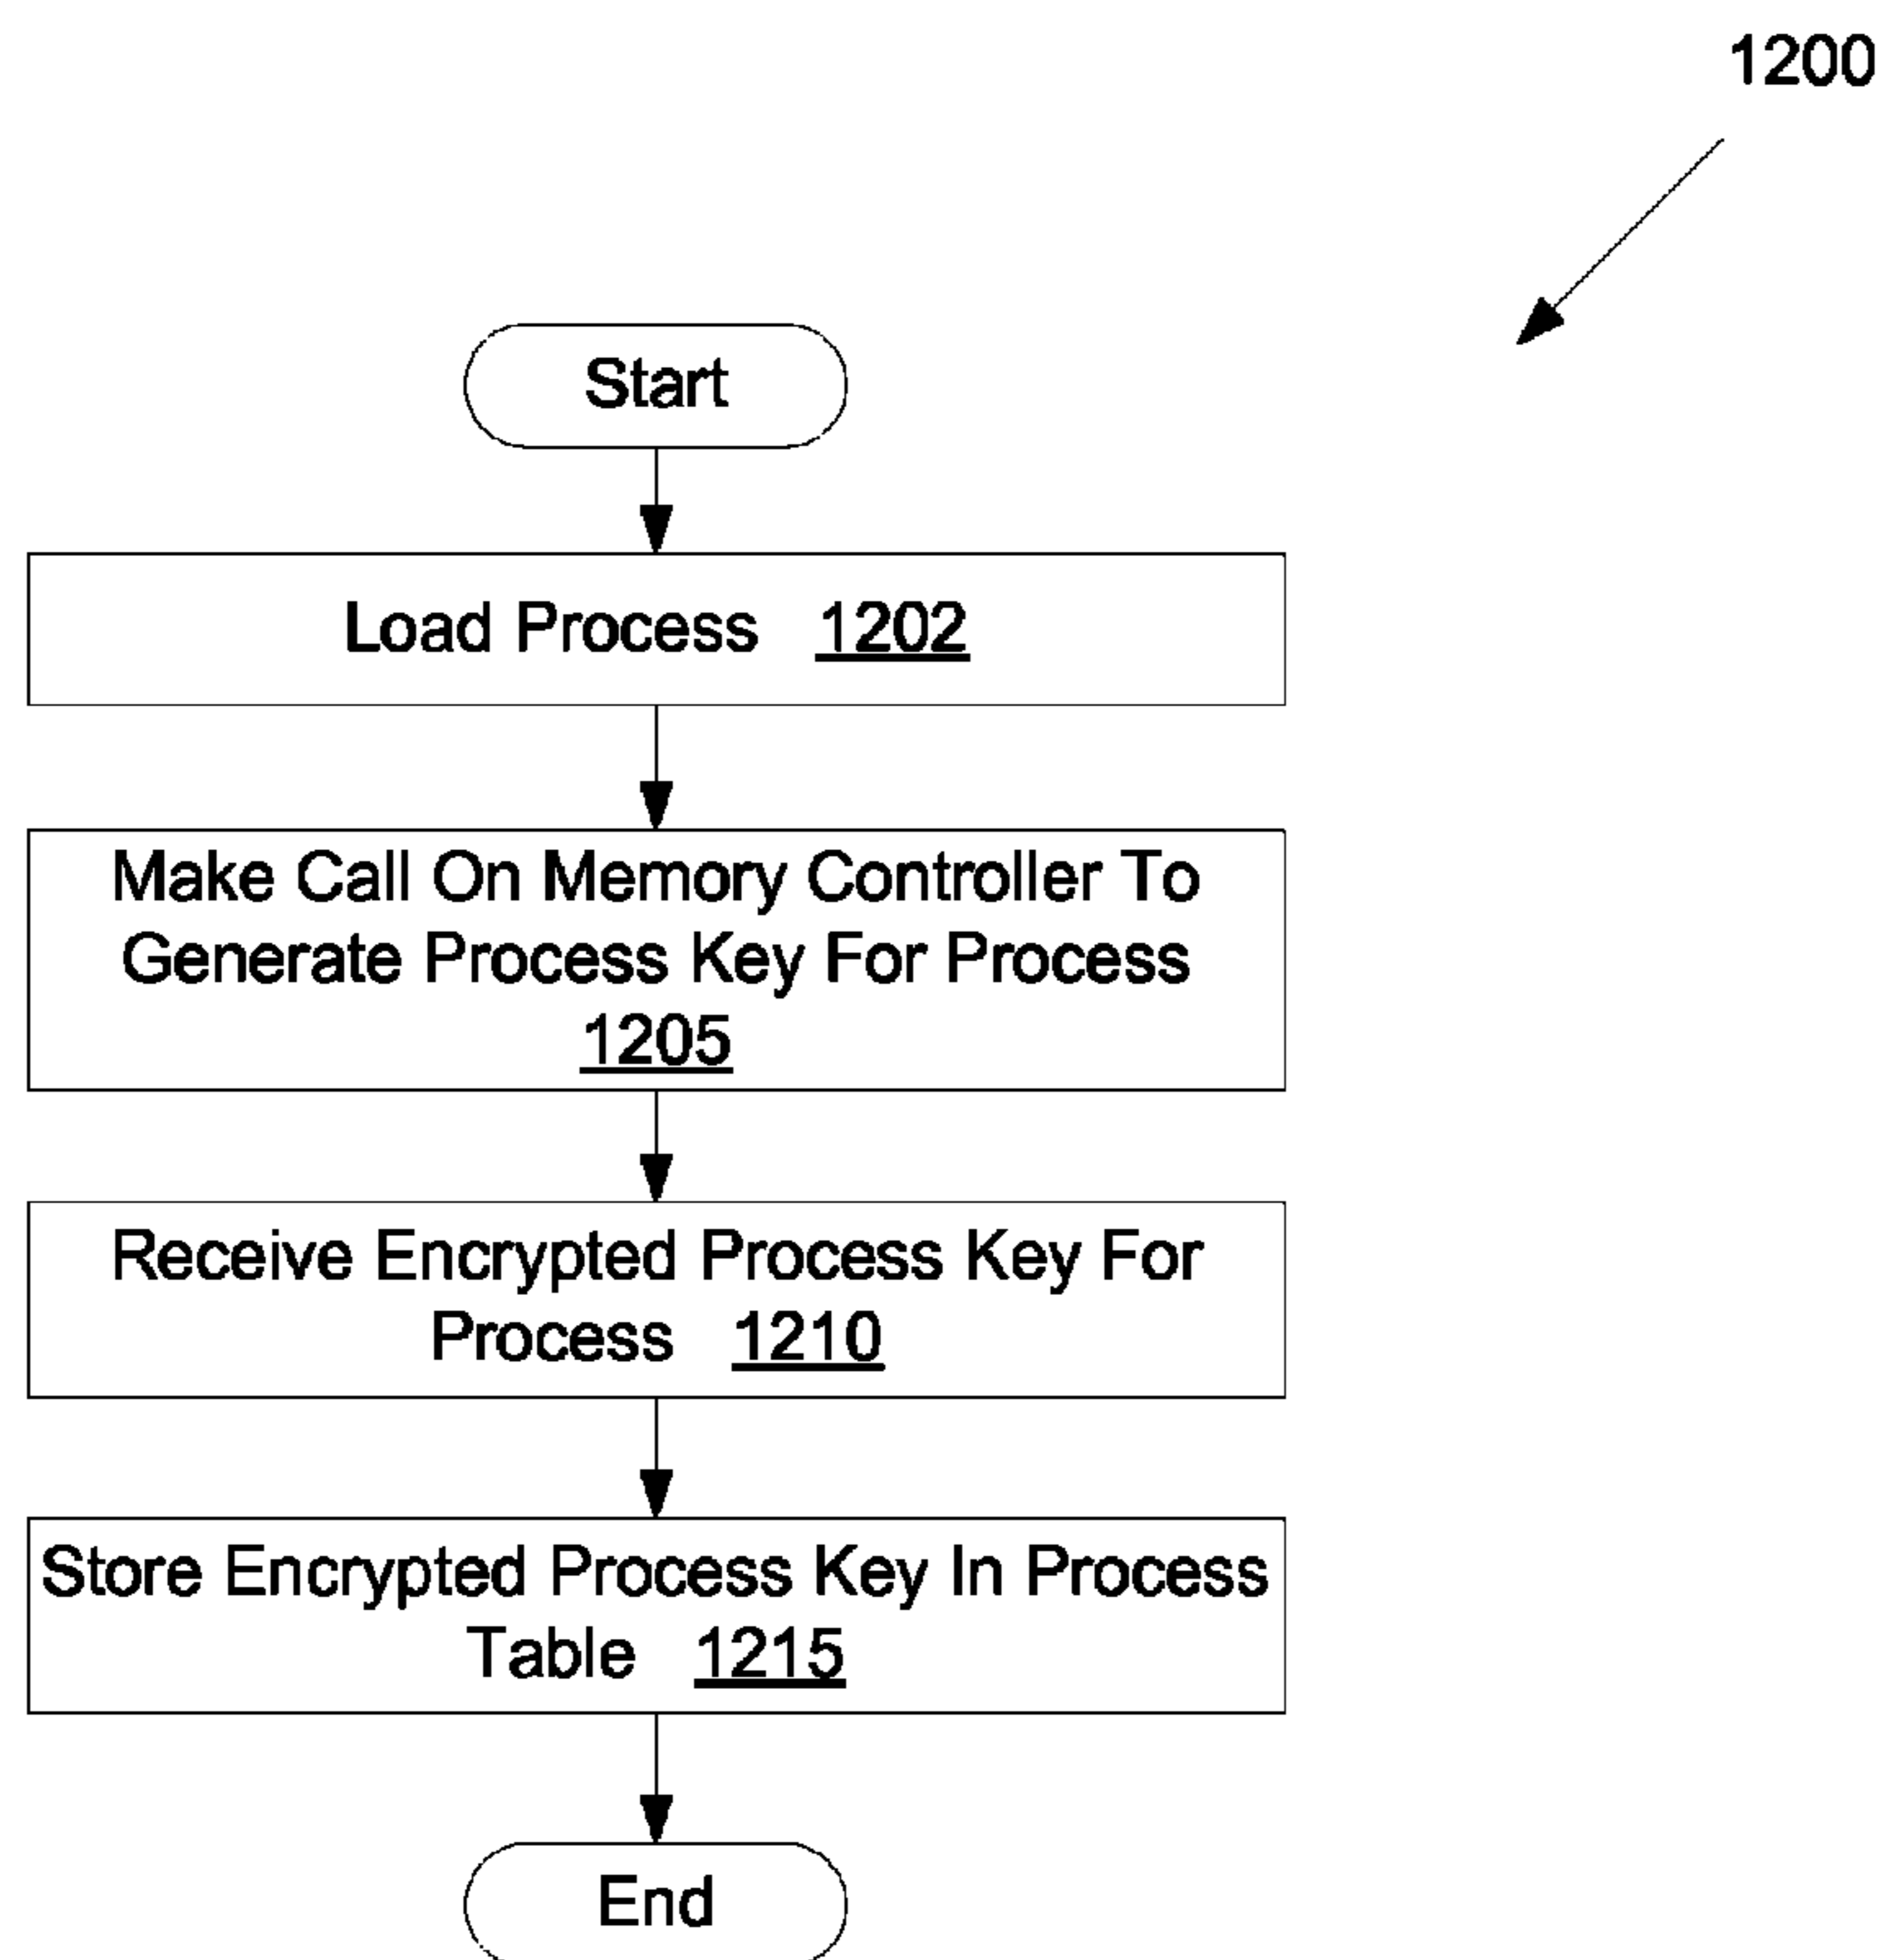 1200
Start
Load Process 1202
Make Call On Memory Controller To
Generate Process Key For Process
1205
Receive Encrypted Process Key For
Process 1210
Store Encrypted Process Key In Process
Table 1215
End